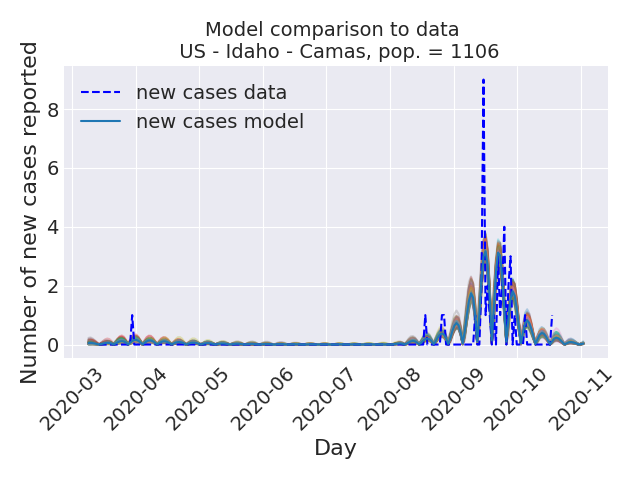 Model comparison to data
US - Idaho - Camas, pop. = 1106
Number of new cases reported
8
6
4
2
0
new cases data
new cases model
2020-03
2020-04
2020-05
2020-06
2020-07
2020-08
2020-09
2020-10
2020-11
Day